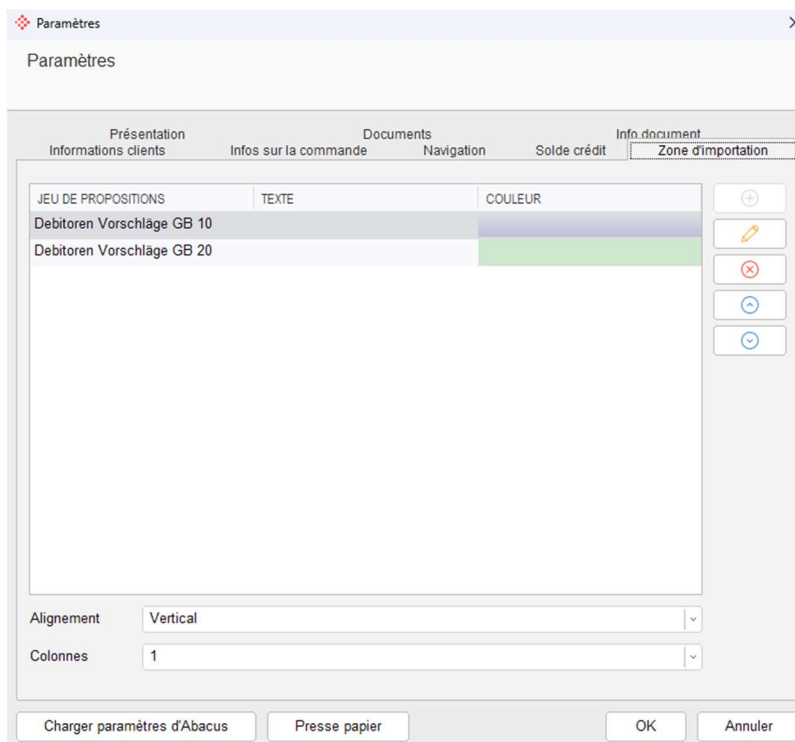 Paramètres
Paramètres
Présentation Documents Info document
Informations clients Infos sur la commande Navigation Solde crédit Zone d'importation
JEU DE PROPOSITIONS TEXTE COULEUR
Debitoren Vorschläge GB 10
Debitoren Vorschläge GB 20
Alignement Vertical
Colonnes 1
Charger paramètres d'Abacus Presse papier OK Annuler